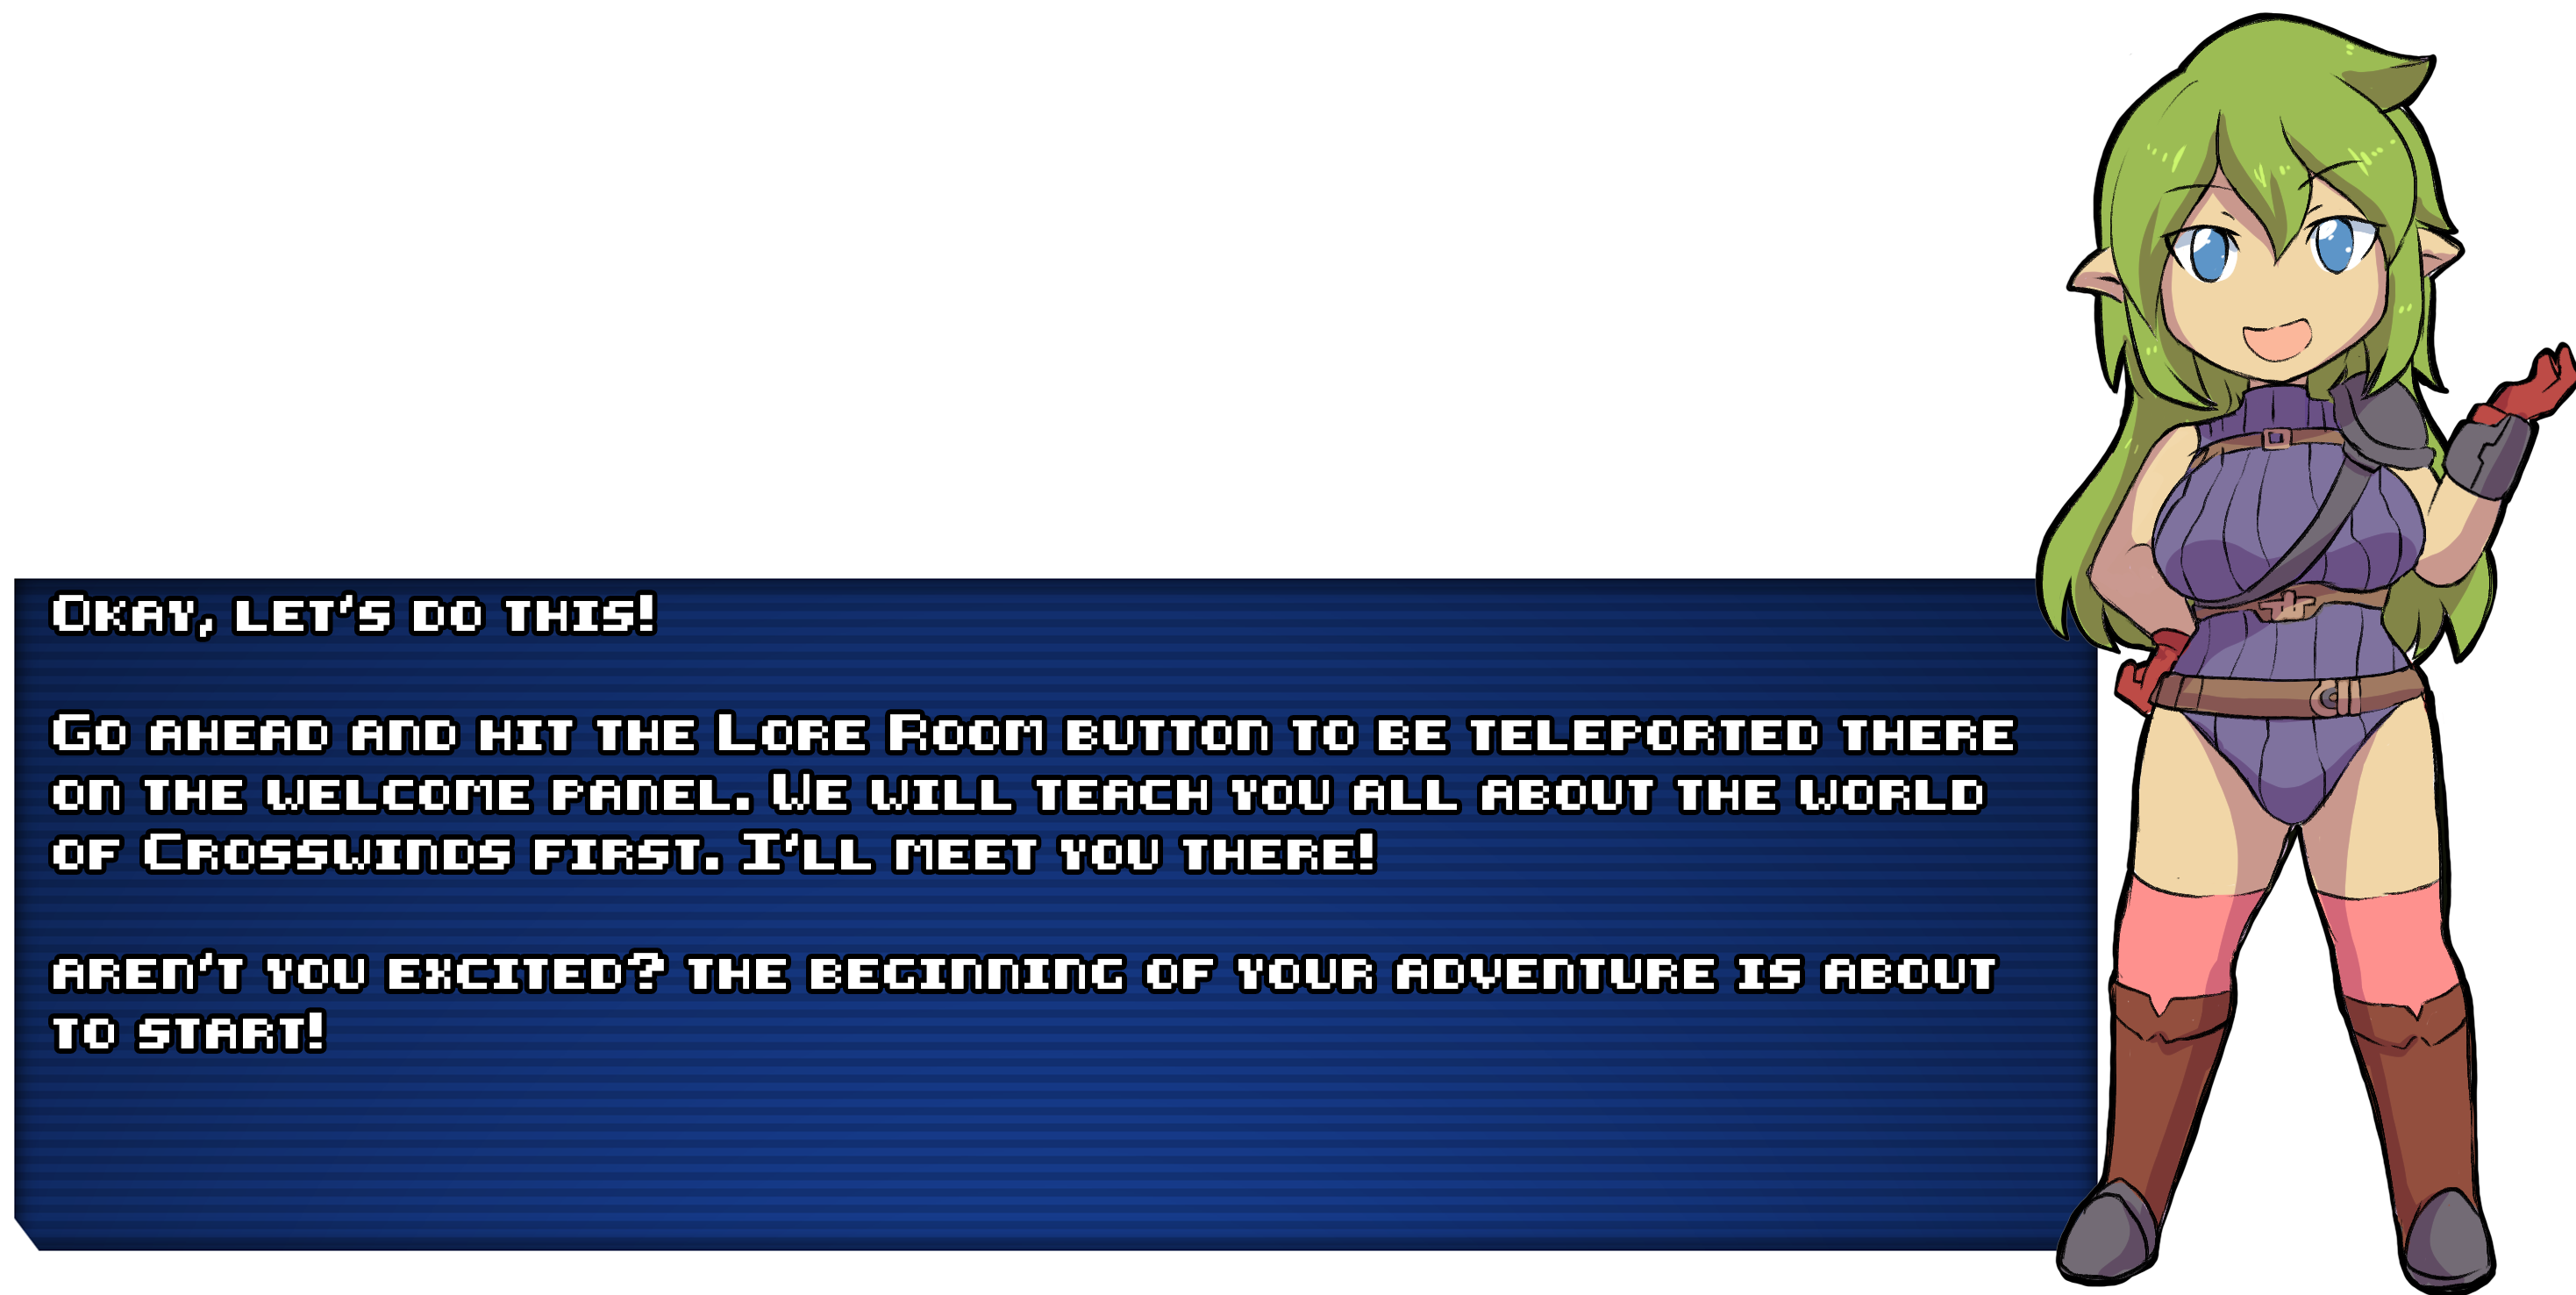 Okay, let's do this!
Go ahead and hit the Lore Room button to be teleported there
on the welcome panel. We will teach you all about the world
of Crosswinds first. I'll meet you there!
aren't you excited? the beginning of your adventure is about
to start!